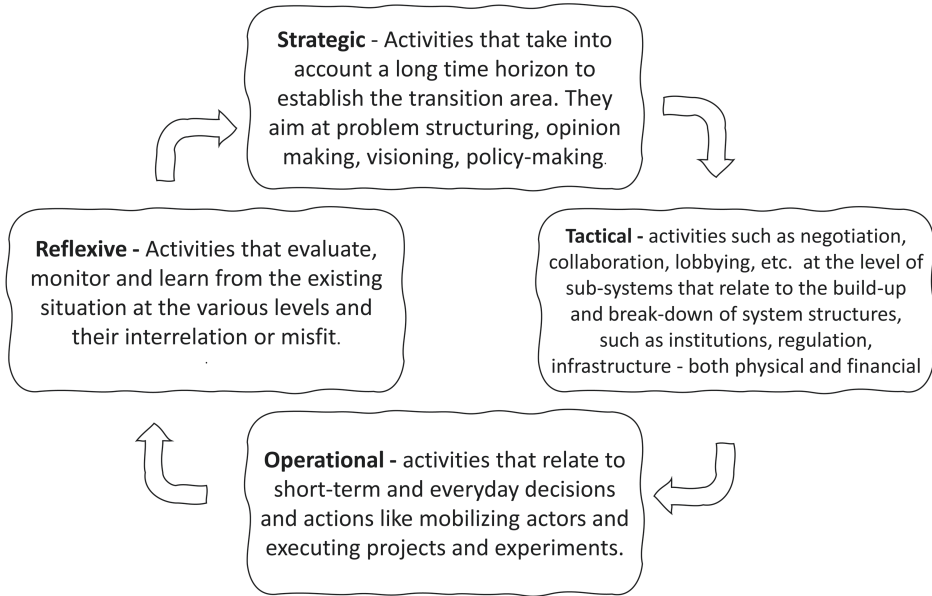 Strategic - Activities that take into
account a long time horizon to
establish the transition area. They
aim at problem structuring, opinion
making, visioning, policy-making.
Tactical - activities such as negotiation,
collaboration, lobbying, etc. at the level of
sub-systems that relate to the build-up
and break-down of system structures,
such as institutions, regulation,
infrastructure - both physical and financial
Operational - activities that relate to
short-term and everyday decisions
and actions like mobilizing actors and
executing projects and experiments.
Reflexive - Activities that evaluate,
monitor and learn from the existing
situation at the various levels and
their interrelation or misfit.
.